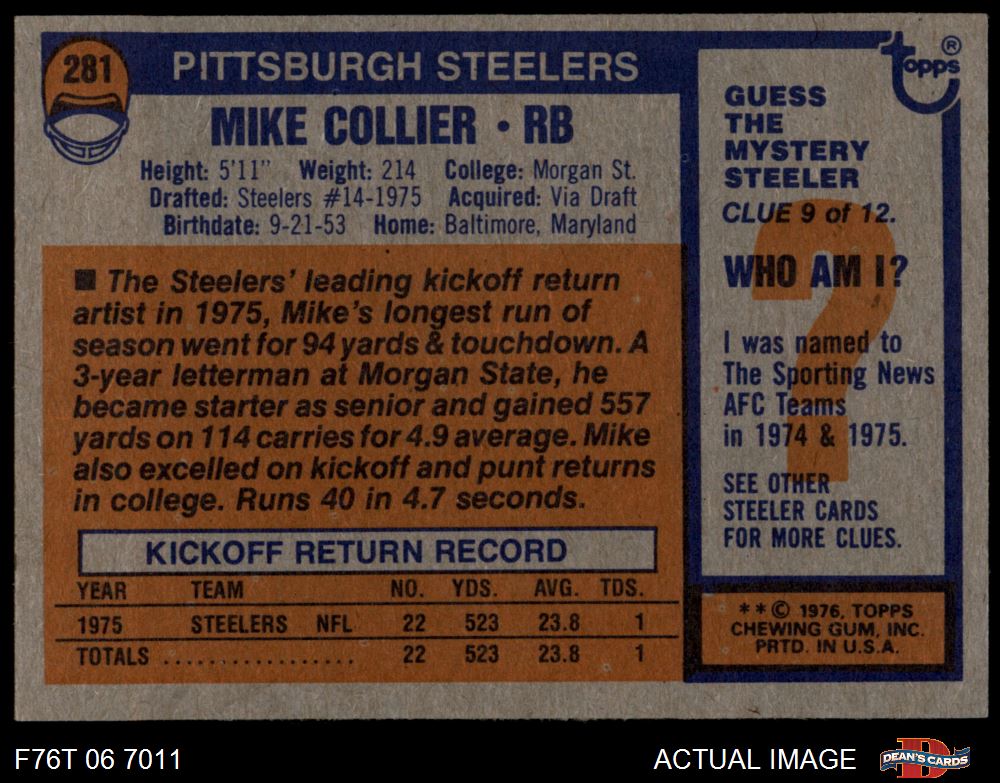 281
PITTSBURGH STEELERS
MIKE COLLIER • RB
Height: 5'11" Weight: 214 College: Morgan St.
Drafted: Steelers #14-1975 Acquired: Via Draft
Birthdate: 9-21-53 Home: Baltimore, Maryland
■ The Steelers' leading kickoff return
artist in 1975, Mike's longest run of
season went for 94 yards & touchdown. A
3-year letterman at Morgan State, he
became starter as senior and gained 557
yards on 114 carries for 4.9 average. Mike
also excelled on kickoff and punt returns
in college. Runs 40 in 4.7 seconds.
KICKOFF RETURN RECORD
YEAR TEAM NO. YDS. AVG. TDS.
1975 STEELERS NFL 22 523 23.8 1
TOTALS ................. 22 523 23.8 1
topps ®
GUESS
THE
MYSTERY
STEELER
CLUE 9 of 12.
?
WHO AM I?
I was named to
The Sporting News
AFC Teams
in 1974 & 1975.
SEE OTHER
STEELER CARDS
FOR MORE CLUES.
**© 1976, TOPPS
CHEWING GUM, INC.
PRTD. IN U.S.A.
F76T 06 7011
ACTUAL IMAGE
D
DEAN'S CARDS